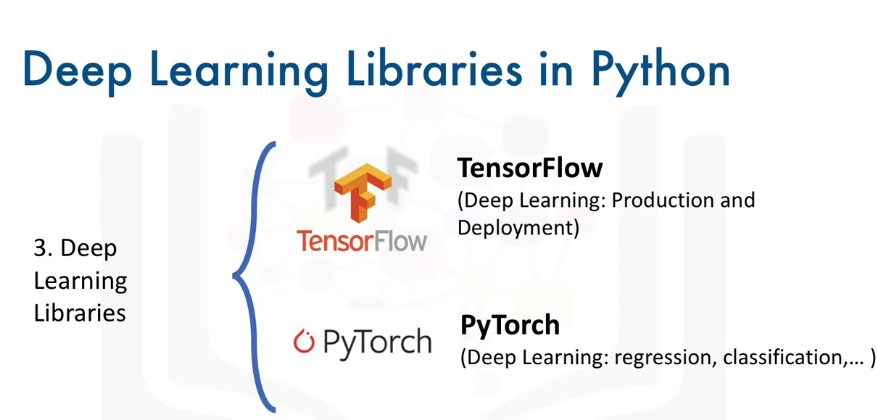 Deep Learning Libraries in Python
3. Deep
Learning
Libraries
TensorFlow
TensorFlow
(Deep Learning: Production and
Deployment)
PyTorch
PyTorch
(Deep Learning: regression, classification,... )